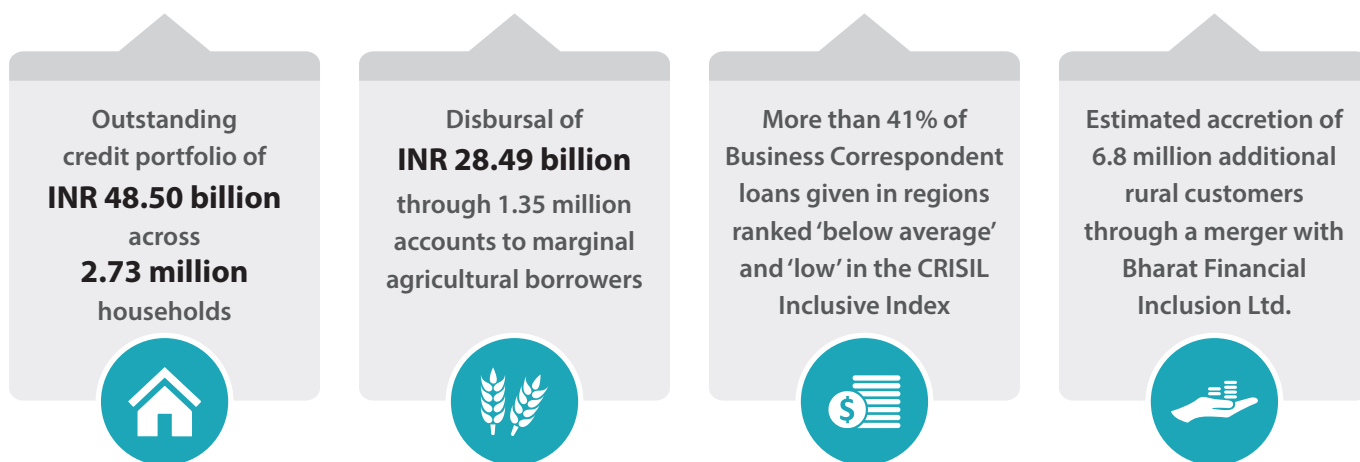 Outstanding
credit portfolio of
INR 48.50 billion
across
2.73 million
households
Disbursal of
INR 28.49 billion
through 1.35 million
accounts to marginal
agricultural borrowers
More than 41% of
Business Correspondent
loans given in regions
ranked ‘below average’
and ‘low’ in the CRISIL
Inclusive Index
$
Estimated accretion of
6.8 million additional
rural customers
through a merger with
Bharat Financial
Inclusion Ltd.